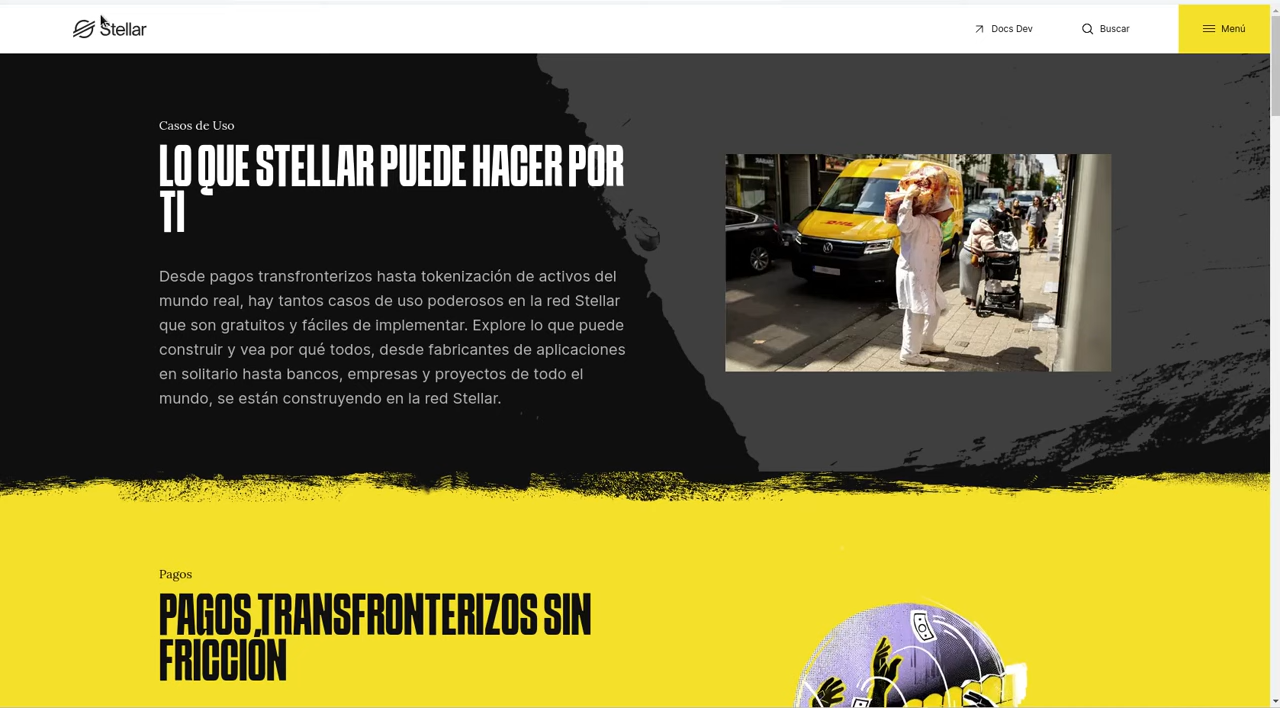 Stellar
Docs Dev
Buscar
Menú
Casos de Uso
LO QUE STELLAR PUEDE HACER POR
TI
Desde pagos transfronterizos hasta tokenización de activos del
mundo real, hay tantos casos de uso poderosos en la red Stellar
que son gratuitos y fáciles de implementar. Explore lo que puede
construir y vea por qué todos, desde fabricantes de aplicaciones
en solitario hasta bancos, empresas y proyectos de todo el
mundo, se están construyendo en la red Stellar.
DHL
Pagos
PAGOS TRANSFRONTERIZOS SIN
FRICCIÓN